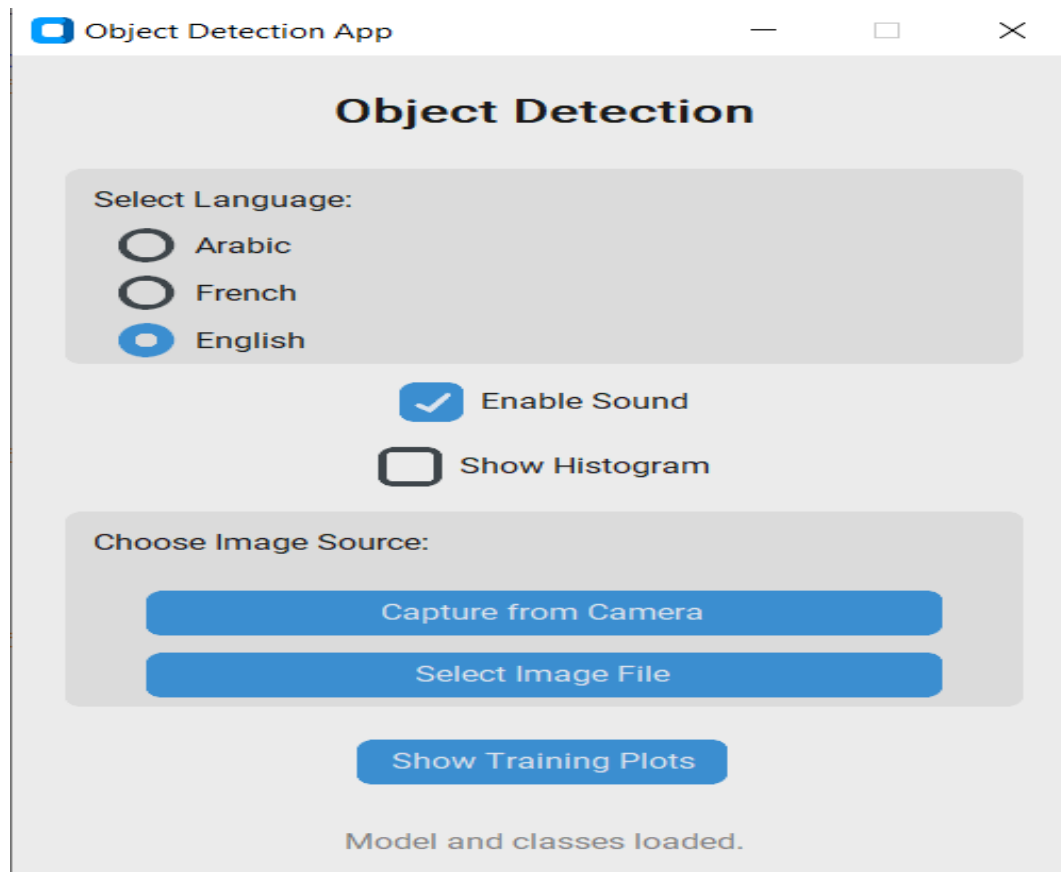 Object Detection App
Object Detection
Select Language:
Arabic
French
English
Enable Sound
Show Histogram
Choose Image Source:
Capture from Camera
Select Image File
Show Training Plots
Model and classes loaded.